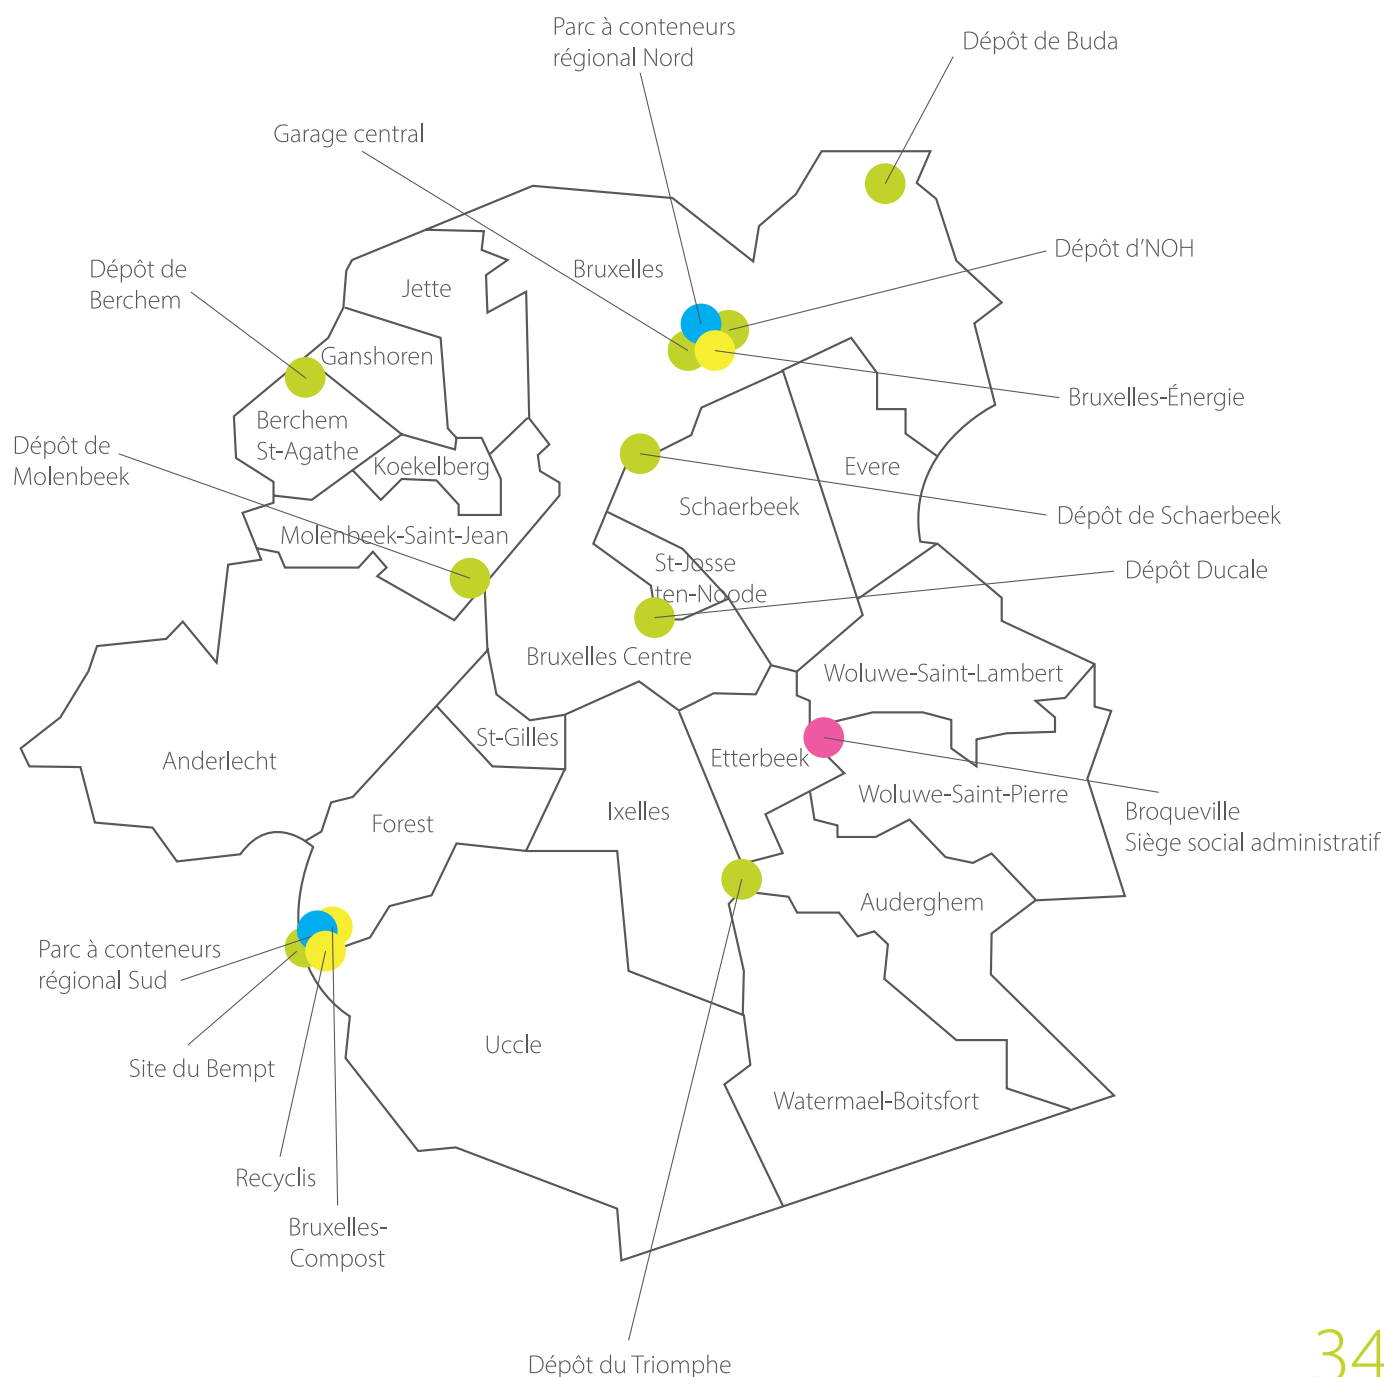 Parc à conteneurs
régional Nord
Dépôt de Buda
Garage central
Dépôt d'NOH
Bruxelles
Dépôt de
Berchem
Jette
Ganshoren
Bruxelles-Énergie
Berchem
St-Agathe
Dépôt de
Molenbeek
Koekelberg
Evere
Schaerbeek
Dépôt de Schaerbeek
Molenbeek-Saint-Jean
St-Josse
ten-Noode
Dépôt Ducale
Bruxelles Centre
Woluwe-Saint-Lambert
St-Gilles
Anderlecht
Etterbeek
Woluwe-Saint-Pierre
Ixelles
Forest
Broqueville
Siège social administratif
Auderghem
Parc à conteneurs
régional Sud
Uccle
Site du Bempt
Watermael-Boitsfort
Recyclis
Bruxelles-
Compost
Dépôt du Triomphe
34